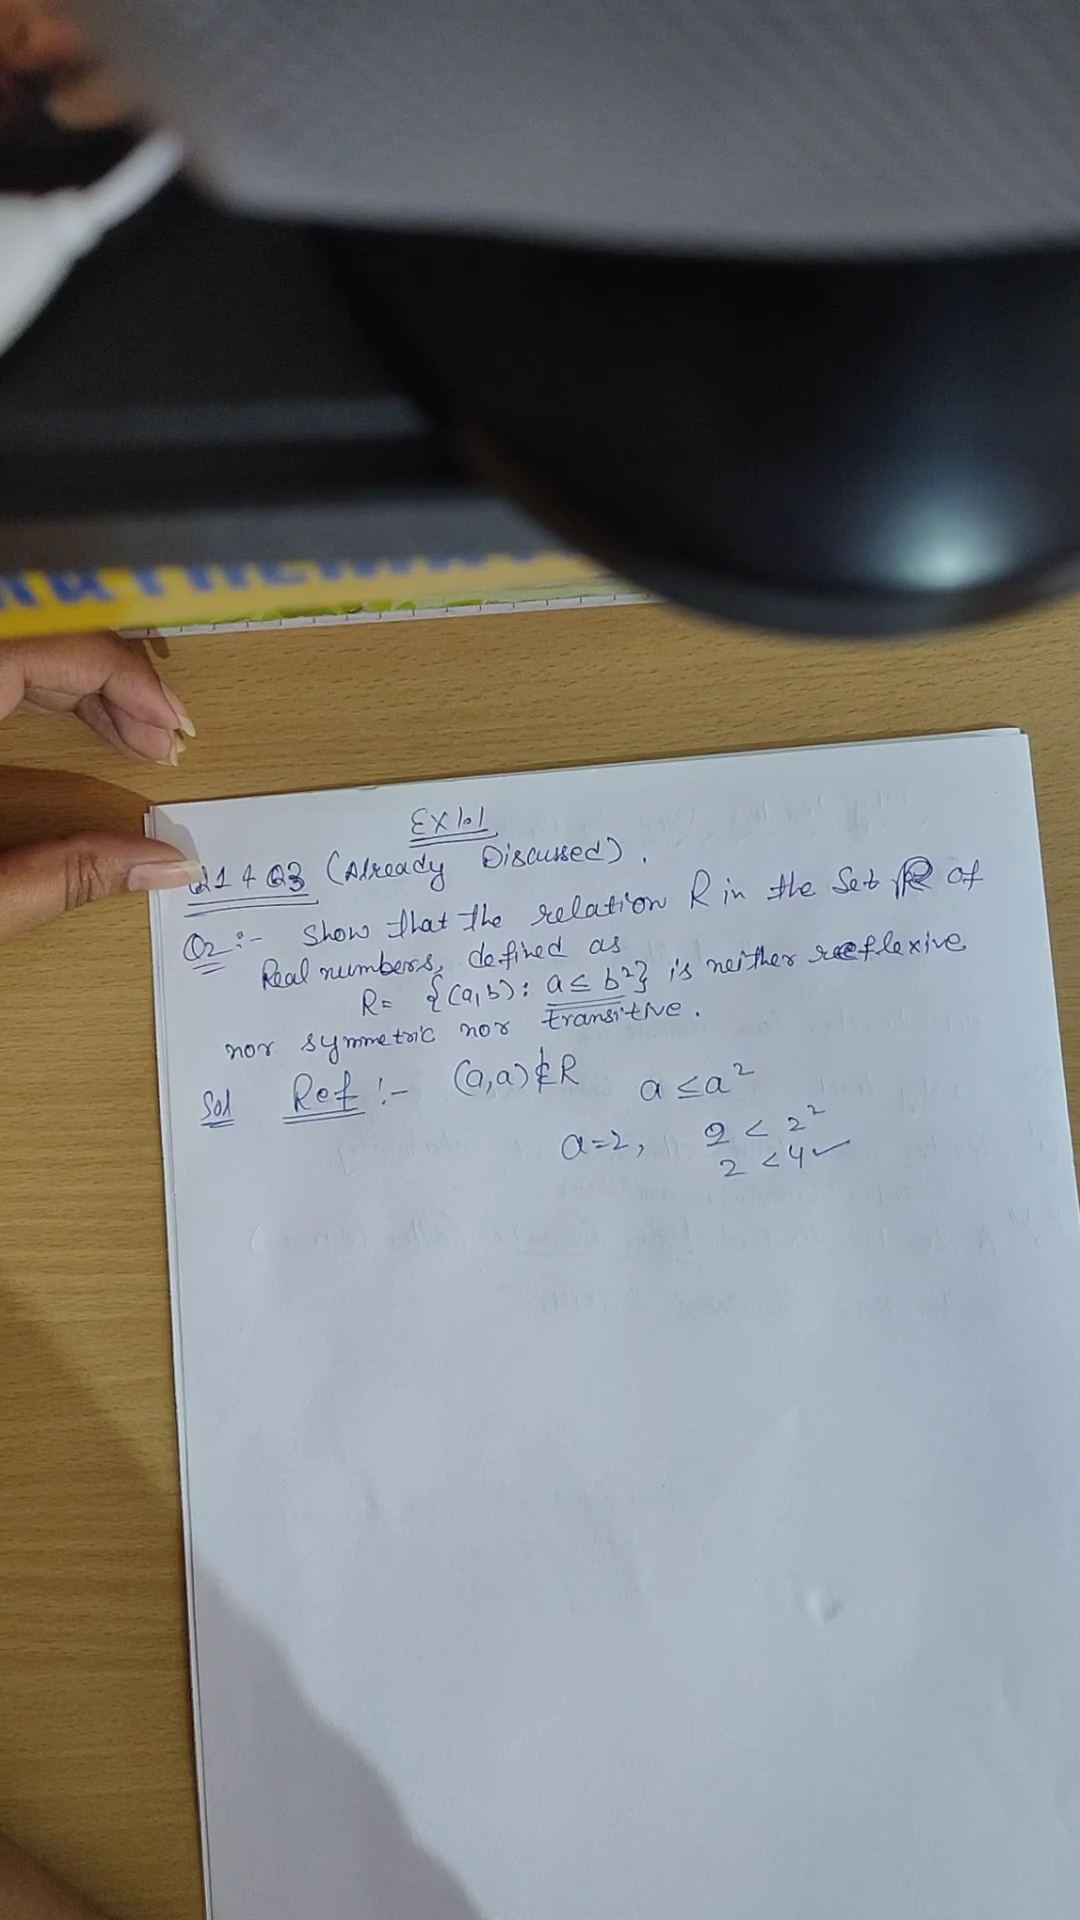 Ex 1.1
Q1 & Q3 (Already Discussed).
Q2:- Show that the relation R in the Set R of
Real numbers, defined as
R= {(a,b): a ≤ b²} is neither reflexive
nor symmetric nor transitive.
Sol Ref :- (a,a) ∉ R a ≤ a²
a=2, 2 < 2²
2 < 4 ✓